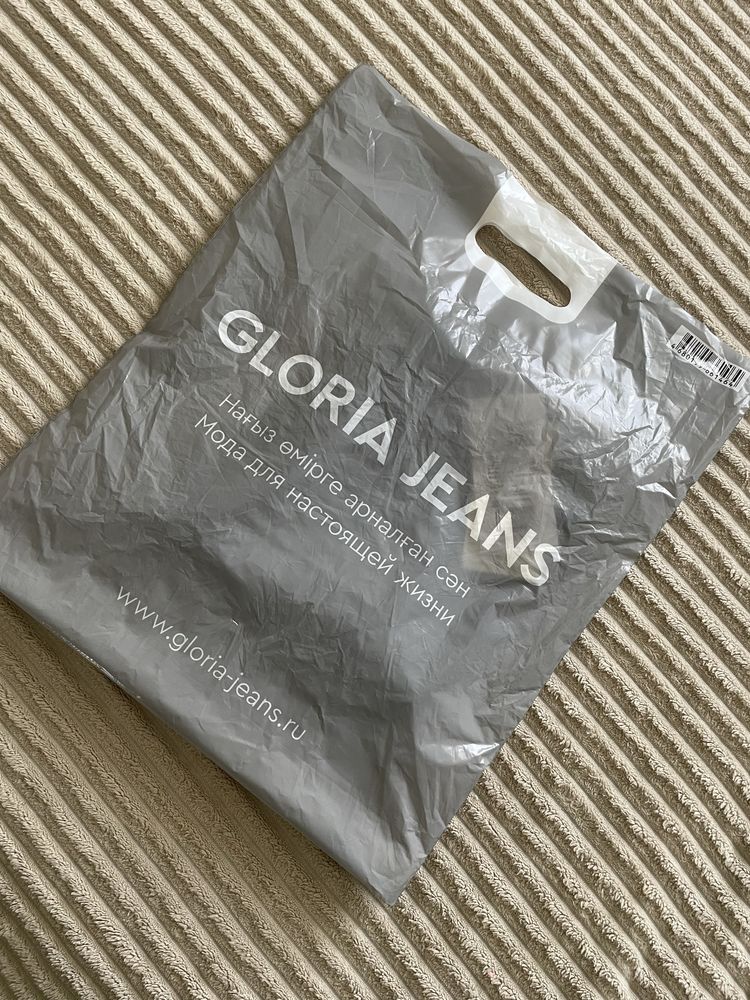 GLORIA JEANS
Нағыз өмірге арналған сән
Мода для настоящей жизни
www.gloria-jeans.ru